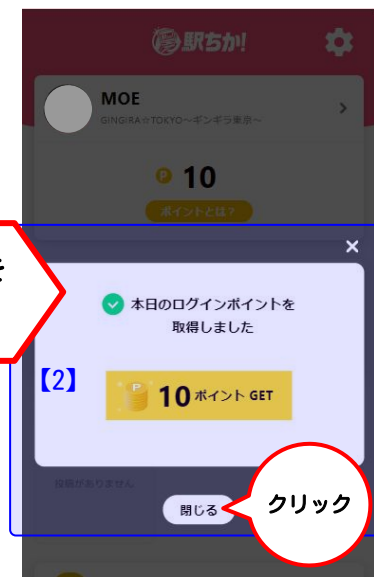 駅ちか!
MOE
GINGIRA☆TOKYO～ギンギラ東京～
P 10
ポイントとは?
を
本日のログインポイントを
取得しました
【2】
P
10 ポイント GET
投稿がありません
閉じる
クリック